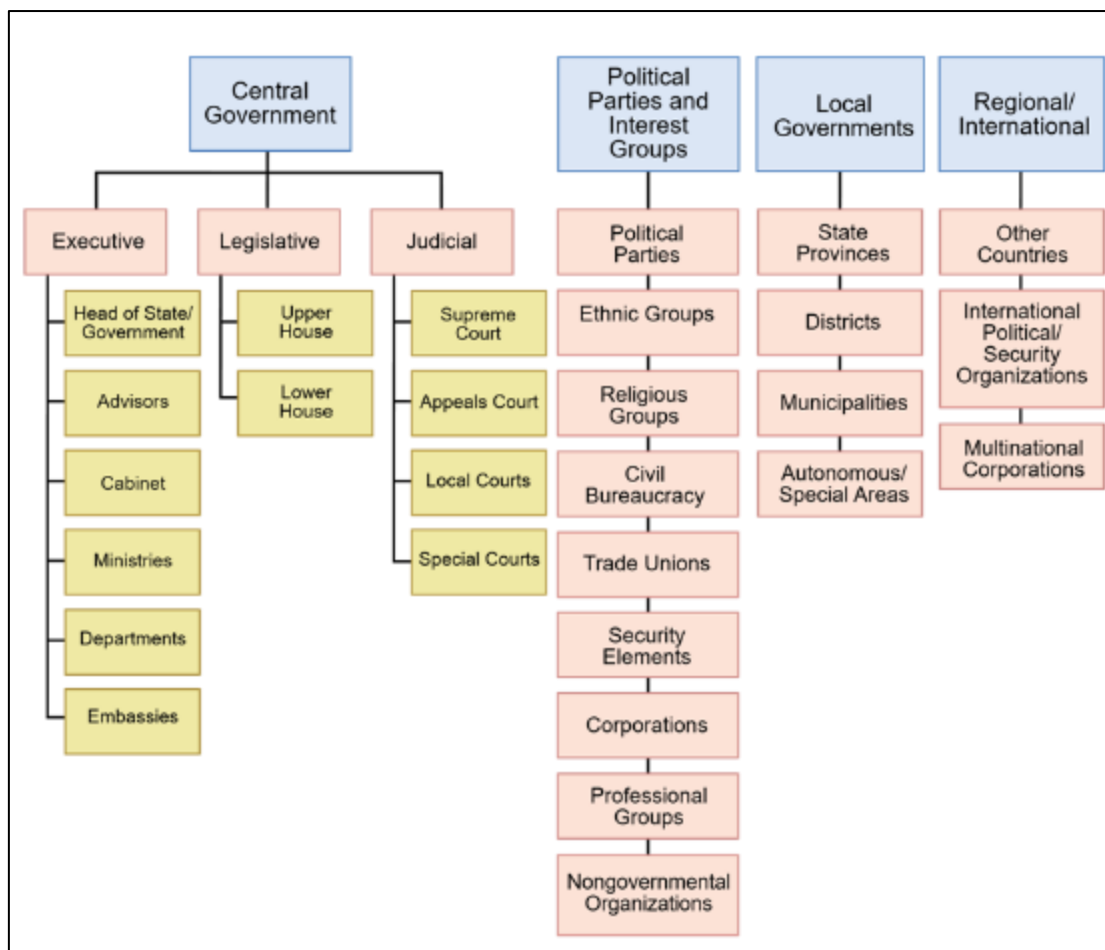 Central
Government
Political
Parties and
Interest
Groups
Local
Governments
Regional/
International
Executive
Legislative
Judicial
Head of State/
Government
Advisors
Cabinet
Ministries
Departments
Embassies
Upper
House
Lower
House
Supreme
Court
Appeals Court
Local Courts
Special Courts
Political
Parties
Ethnic Groups
Religious
Groups
Civil
Bureaucracy
Trade Unions
Security
Elements
Corporations
Professional
Groups
Nongovernmental
Organizations
State
Provinces
Districts
Municipalities
Autonomous/
Special Areas
Other
Countries
International
Political/
Security
Organizations
Multinational
Corporations